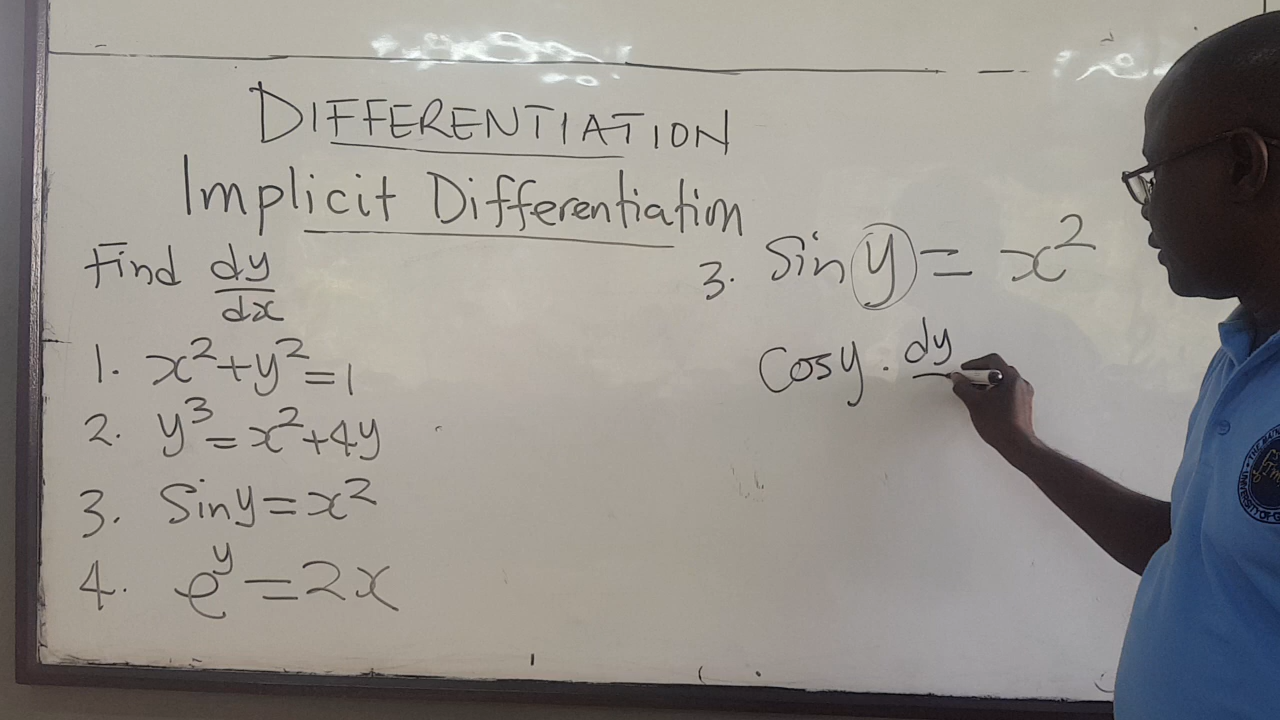 DIFFERENTIATION
Implicit Differentiation
Find dy/dx
1. x²+y²=1
2. y³=x²+4y
3. Siny=x²
4. e^y=2x
3. Sin y = x²
Cosy . dy